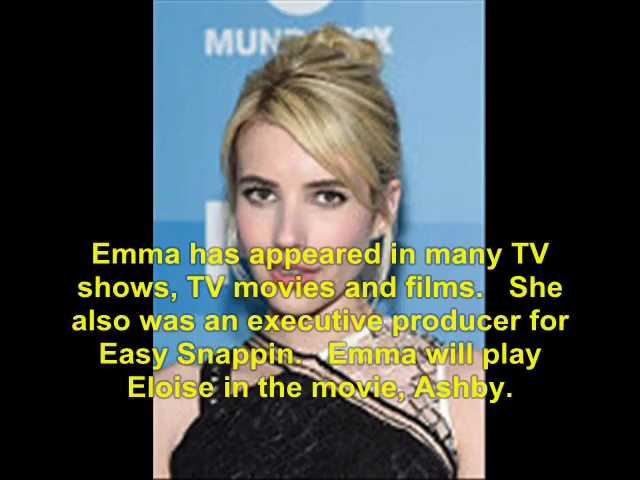 MUNDOFOX
Emma has appeared in many TV
shows, TV movies and films.   She
also was an executive producer for
Easy Snappin.   Emma will play
Eloise in the movie, Ashby.